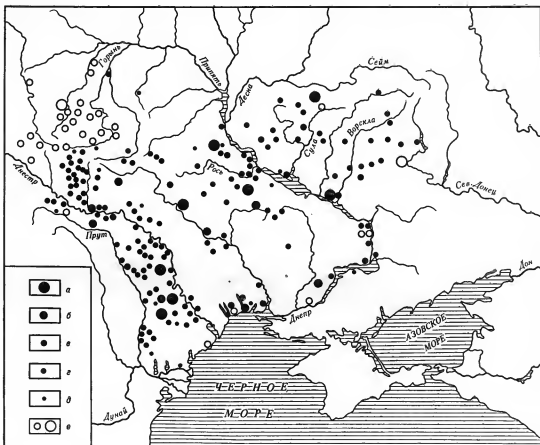 Горынь
Припять
Десна
Сейм
Сула
Ворскла
Днестр
Рось
Сев. Донец
Прут
Дон
Днепр
АЗОВСКОЕ
МОРЕ
ЧЕРНОЕ
МОРЕ
Дунай
а
б
в
г
д
е